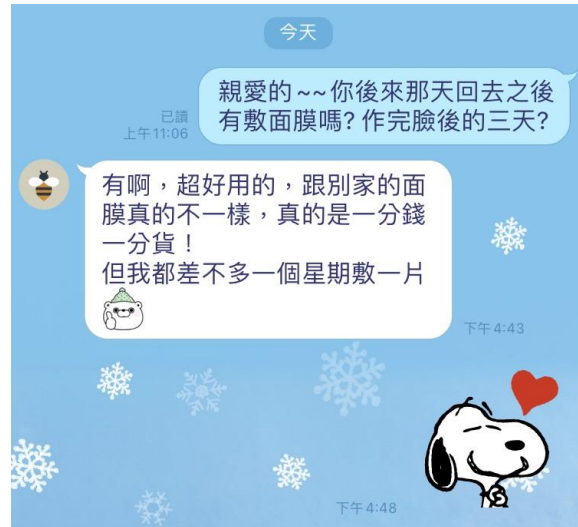 今天
親愛的~~你後來那天回去之後
有敷面膜嗎?作完臉後的三天?
已讀
上午11:06
有啊，超好用的，跟別家的面
膜真的不一樣，真的是一分錢
一分貨！
但我都差不多一個星期敷一片
下午4:43
下午4:48